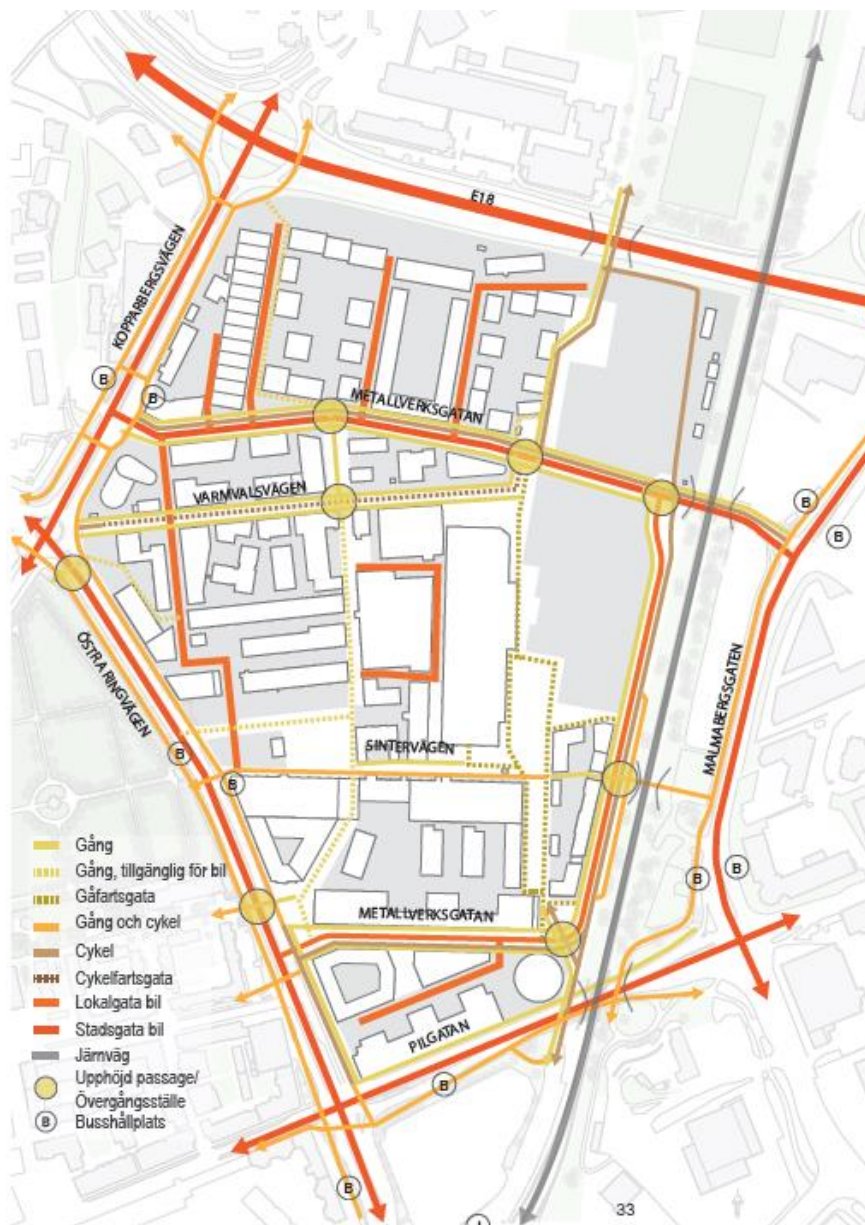 E18
KOPPARBERGSVÄGEN
B
B
METALLVERKSGATAN
VARMVALSVÄGEN
B
B
ÖSTRA RINGVÄGEN
MALMABERGSGATEN
SINTERVÄGEN
B
B
Gång
Gång, tillgänglig för bil
Gåfartsgata
Gång och cykel
Cykel
Cykelfartsgata
Lokalgata bil
Stadsgata bil
Järnväg
Upphöjd passage/
Övergångsställe
B Busshållplats
B
B
METALLVERKSGATAN
PILGATAN
B
B
33